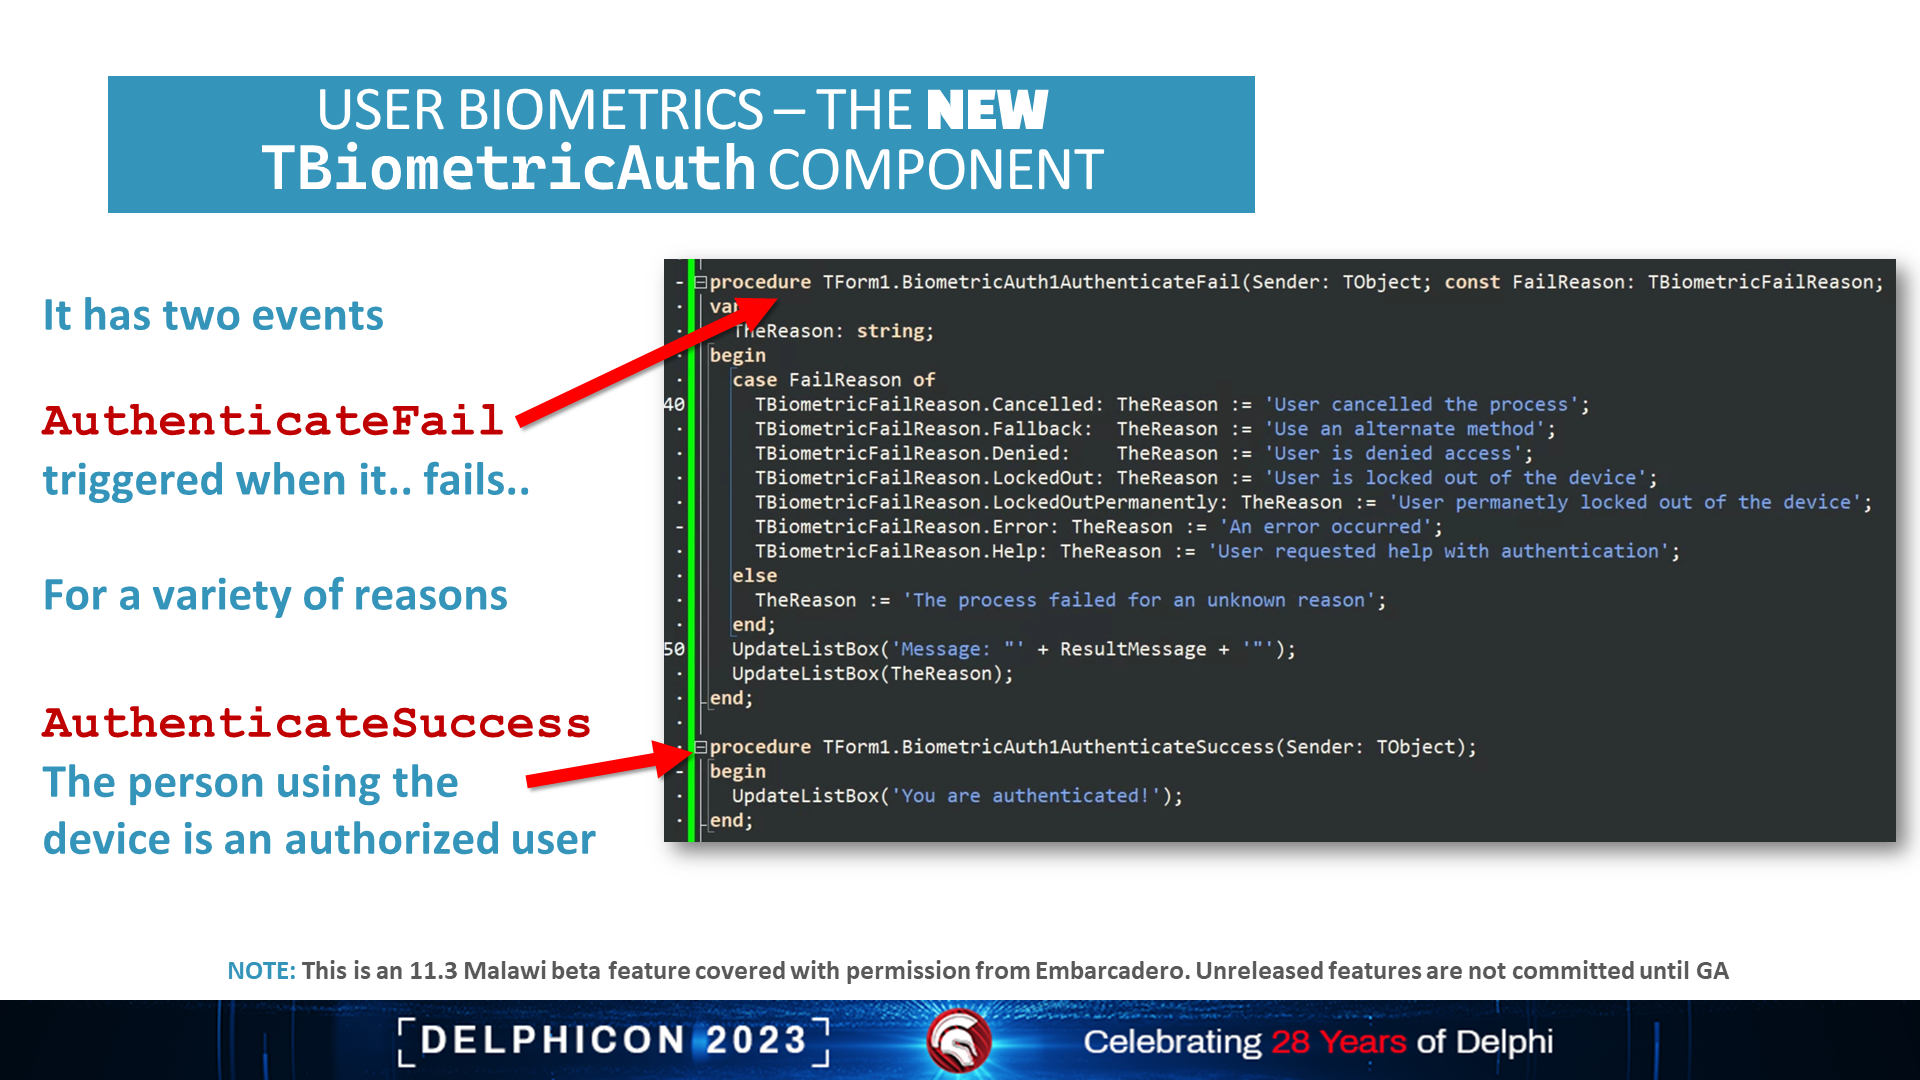 USER BIOMETRICS – THE NEW
TBiometricAuth COMPONENT
It has two events
AuthenticateFail
triggered when it.. fails..
For a variety of reasons
AuthenticateSuccess
The person using the
device is an authorized user
procedure TForm1.BiometricAuth1AuthenticateFail(Sender: TObject; const FailReason: TBiometricFailReason;
var
TheReason: string;
begin
case FailReason of
40 TBiometricFailReason.Cancelled: TheReason := 'User cancelled the process';
TBiometricFailReason.Fallback: TheReason := 'Use an alternate method';
TBiometricFailReason.Denied: TheReason := 'User is denied access';
TBiometricFailReason.LockedOut: TheReason := 'User is locked out of the device';
TBiometricFailReason.LockedOutPermanently: TheReason := 'User permanetly locked out of the device';
TBiometricFailReason.Error: TheReason := 'An error occurred';
TBiometricFailReason.Help: TheReason := 'User requested help with authentication';
else
TheReason := 'The process failed for an unknown reason';
end;
50 UpdateListBox('Message: "' + ResultMessage + '"');
UpdateListBox(TheReason);
end;
procedure TForm1.BiometricAuth1AuthenticateSuccess(Sender: TObject);
begin
UpdateListBox('You are authenticated!');
end;
NOTE: This is an 11.3 Malawi beta feature covered with permission from Embarcadero. Unreleased features are not committed until GA
[DELPHICON 2023]
Celebrating 28 Years of Delphi